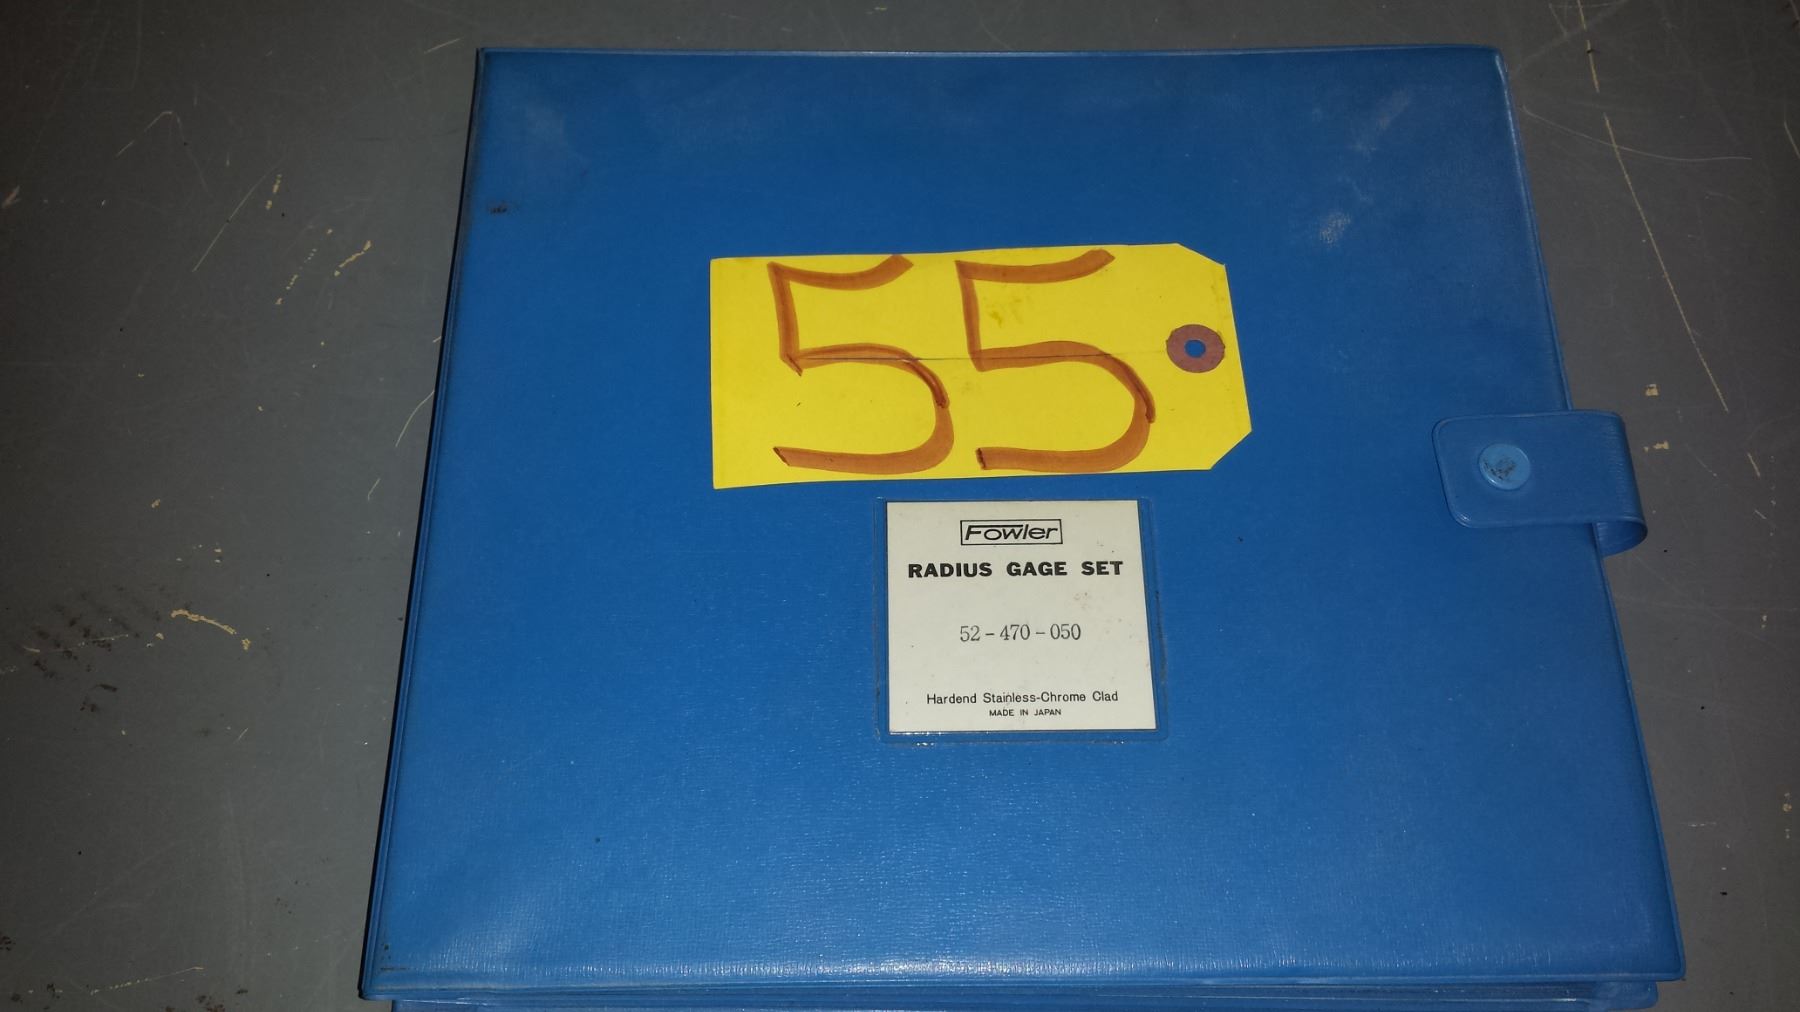 55
Fowler
RADIUS GAGE SET
52-470-050
Hardend Stainless-Chrome Clad
MADE IN JAPAN